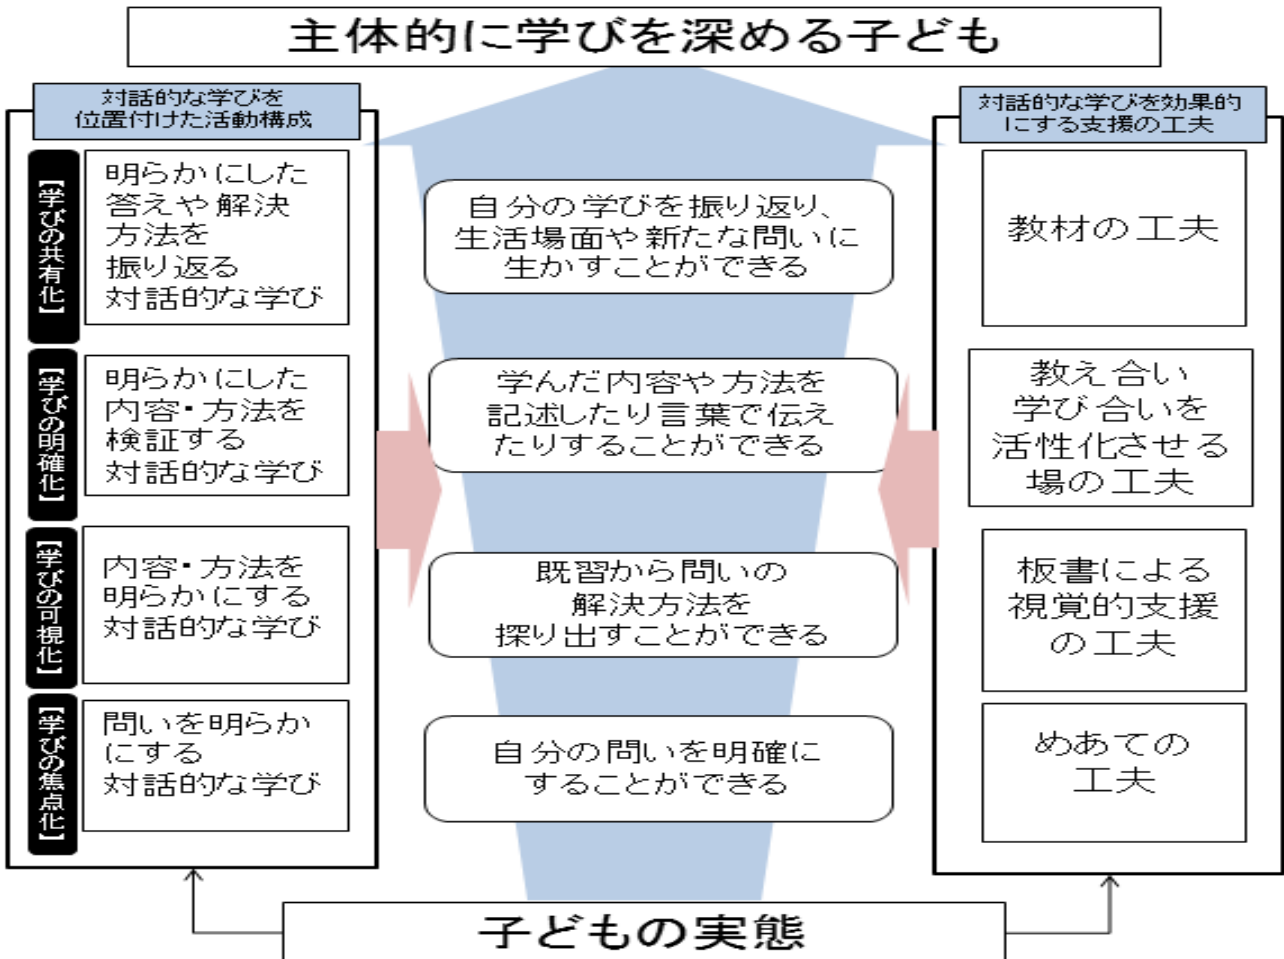 主体的に学びを深める子ども
対話的な学びを
位置付けた活動構成
【学びの共有化】
明らかにした
答えや解決
方法を
振り返る
対話的な学び
【学びの明確化】
明らかにした
内容・方法を
検証する
対話的な学び
【学びの可視化】
内容・方法を
明らかにする
対話的な学び
【学びの焦点化】
問いを明らか
にする
対話的な学び
自分の学びを振り返り、
生活場面や新たな問いに
生かすことができる
学んだ内容や方法を
記述したり言葉で伝え
たりすることができる
既習から問いの
解決方法を
探り出すことができる
自分の問いを明確に
することができる
対話的な学びを効果的
にする支援の工夫
教材の工夫
教え合い
学び合いを
活性化させる
場の工夫
板書による
視覚的支援
の工夫
めあての
工夫
子どもの実態